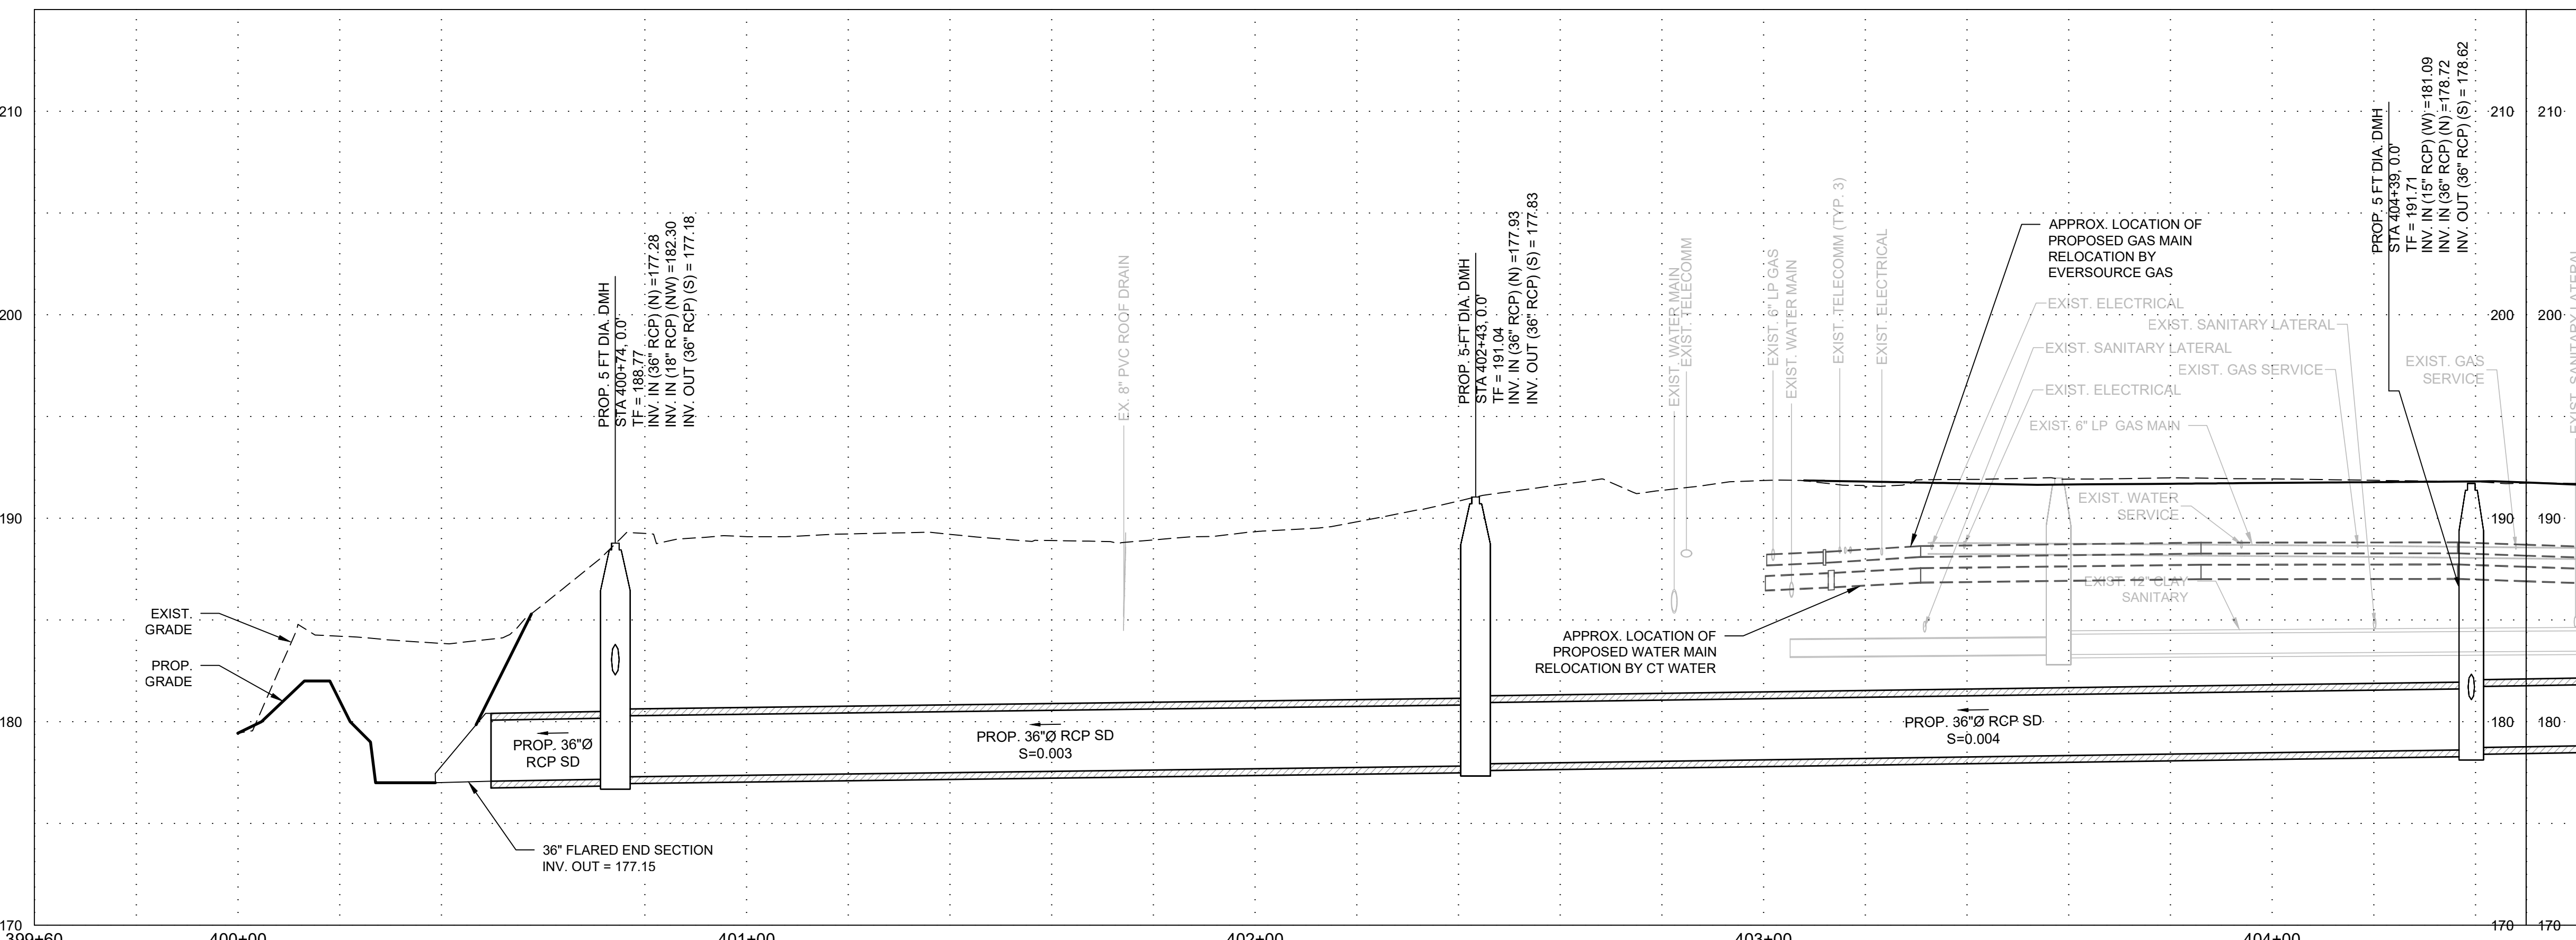 210
200
190
180
170
399+60
400+00
401+00
402+00
403+00
404+00
EXIST.
GRADE
PROP.
GRADE
PROP. 5 FT DIA. DMH
STA 400+74, 0.0'
TF = 188.77
INV. IN (36" RCP) (N) =177.28
INV. IN (18" RCP) (NW) =182.30
INV. OUT (36" RCP) (S) = 177.18
PROP. 36"Ø
RCP SD
36" FLARED END SECTION
INV. OUT = 177.15
PROP. 36"Ø RCP SD
S=0.003
EX. 8" PVC ROOF DRAIN
PROP. 5 FT DIA. DMH
STA 402+43, 0.0'
TF = 191.04
INV. IN (36" RCP) (N) =177.93
INV. OUT (36" RCP) (S) = 177.83
EXIST. WATER MAIN
EXIST. TELECOMM
EXIST. 6" LP GAS
EXIST. WATER MAIN
EXIST. TELECOMM (TYP. 3)
EXIST. ELECTRICAL
APPROX. LOCATION OF
PROPOSED WATER MAIN
RELOCATION BY CT WATER
APPROX. LOCATION OF
PROPOSED GAS MAIN
RELOCATION BY
EVERSOURCE GAS
EXIST. ELECTRICAL
EXIST. SANITARY LATERAL
EXIST. SANITARY LATERAL
EXIST. GAS SERVICE
EXIST. ELECTRICAL
EXIST. 6" LP GAS MAIN
EXIST. WATER
SERVICE
EXIST. 12" CLAY
SANITARY
PROP. 36"Ø RCP SD
S=0.004
EXIST. GAS
SERVICE
PROP. 5 FT DIA. DMH
STA 404+39, 0.0'
TF = 191.71
INV. IN (15" RCP) (W) =181.09
INV. IN (36" RCP) (N) =178.72
INV. OUT (36" RCP) (S) = 178.62
EXIST. SANITARY LATERAL
210 210
200 200
190 190
180 180
170 170